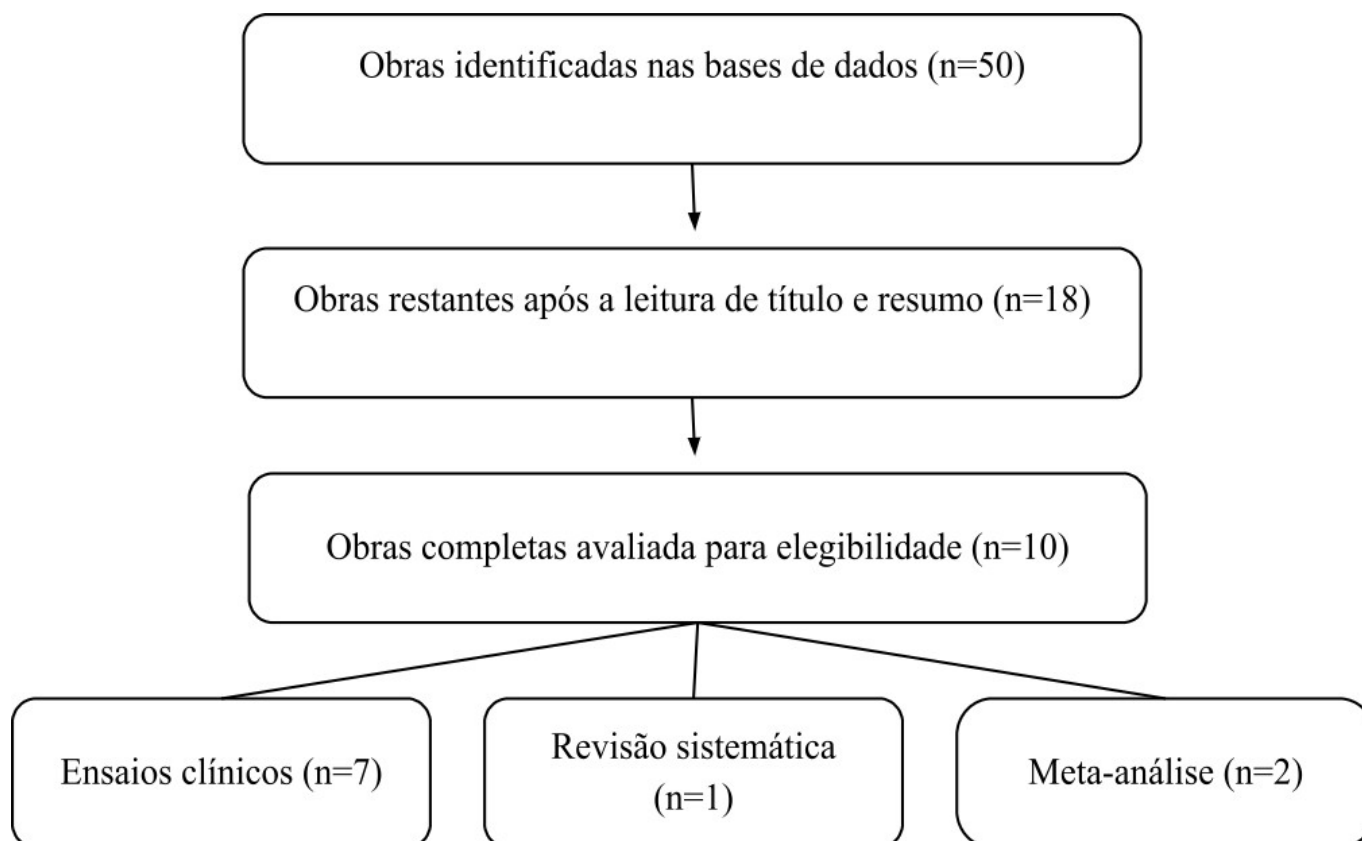 Obras identificadas nas bases de dados (n=50)
Obras restantes após a leitura de título e resumo (n=18)
Obras completas avaliada para elegibilidade (n=10)
Ensaios clínicos (n=7)
Revisão sistemática
(n=1)
Meta-análise (n=2)